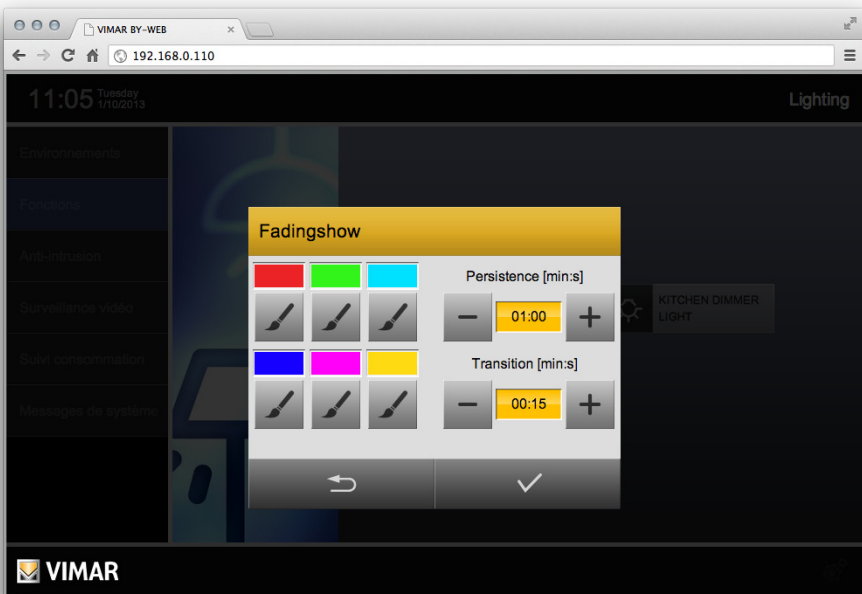 VIMAR BY-WEB
192.168.0.110
11:05 Tuesday
1/10/2013
Lighting
Environnements
Fonctions
Anti-intrusion
Surveillance vidéo
Suivi consommation
Messages de système
Fadingshow
Persistence [min:s]
01:00
Transition [min:s]
00:15
KITCHEN DIMMER
LIGHT
VIMAR